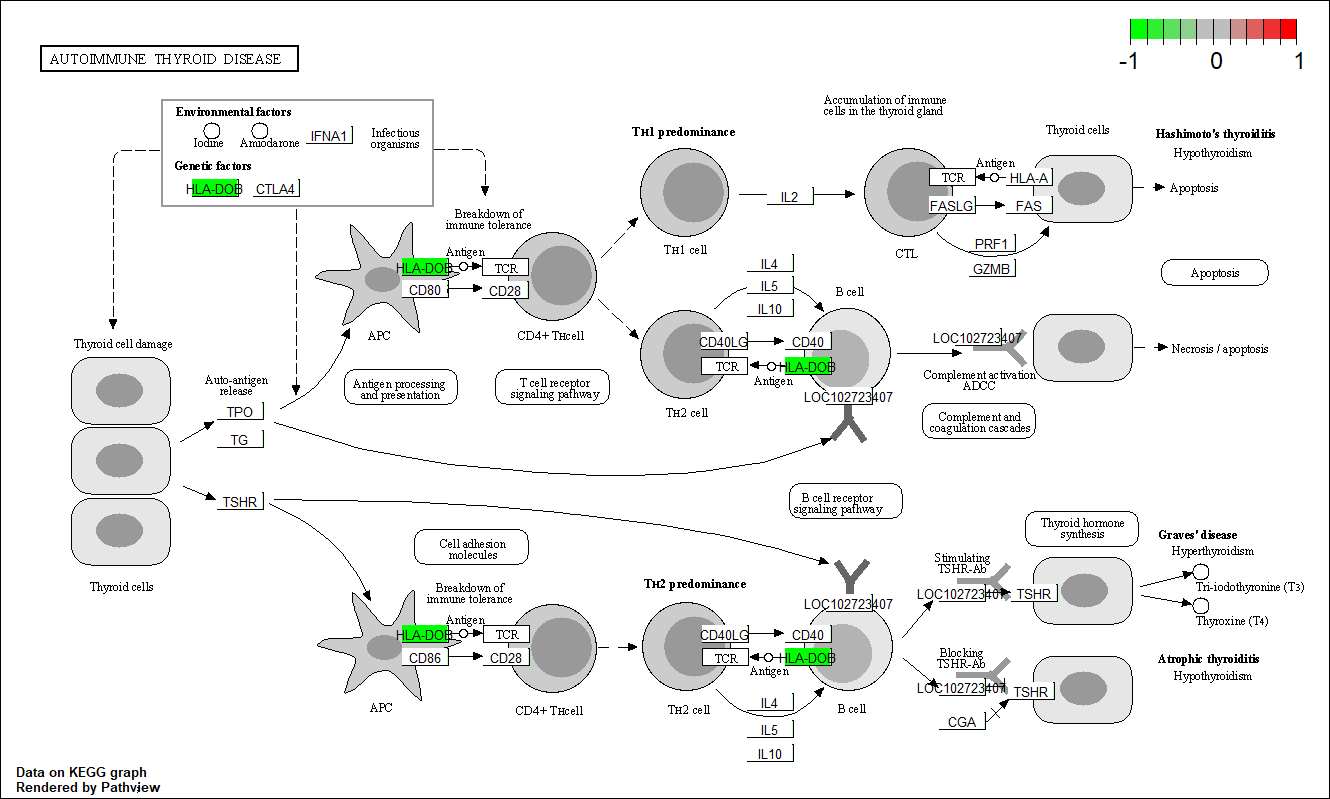 AUTOIMMUNE THYROID DISEASE
-1 0 1
Environmental factors
Iodine
Amiodarone
IFNA1
Infectious
organisms
Genetic factors
HLA-DOB
CTLA4
Accumulation of immune
cells in the thyroid gland
TH1 predominance
Thyroid cells
Hashimoto's thyroiditis
Hypothyroidism
Antigen
TCR
HLA-A
Apoptosis
IL2
FASLG
FAS
TH1 cell
CTL
PRF1
GZMB
Apoptosis
Breakdown of
immune tolerance
Antigen
HLA-DOB
TCR
CD80
CD28
APC
CD4+ THcell
IL4
IL5
IL10
B cell
CD40LG
CD40
TCR
HLA-DOB
Antigen
TH2 cell
LOC102723407
LOC102723407
Complement activation
ADCC
Necrosis / apoptosis
Thyroid cell damage
Auto-antigen
release
Antigen processing
and presentation
T cell receptor
signaling pathway
Complement and
coagulation cascades
TPO
TG
TSHR
B cell receptor
signaling pathway
Cell adhesion
molecules
Thyroid hormone
synthesis
Graves' disease
Hyperthyroidism
Thyroid cells
Breakdown of
immune tolerance
TH2 predominance
Stimulating
TSHR-Ab
LOC102723407
LOC102723407
TSHR
Tri-iodothyronine (T3)
Thyroxine (T4)
Antigen
HLA-DOB
TCR
CD86
CD28
APC
CD4+ THcell
CD40LG
CD40
TCR
HLA-DOB
Antigen
TH2 cell
IL4
IL5
IL10
B cell
Blocking
TSHR-Ab
LOC102723407
TSHR
CGA
Atrophic thyroiditis
Hypothyroidism
Data on KEGG graph
Rendered by Pathview